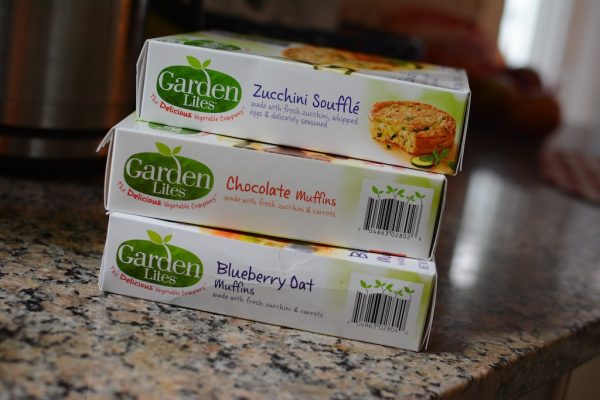 Garden
Lites
The Delicious Vegetable Company
Zucchini Soufflé
made with fresh zucchini, whipped
eggs & delicately seasoned
Garden
Lites
The Delicious Vegetable Company
Chocolate Muffins
made with fresh zucchini & carrots
Garden
Lites
The Delicious Vegetable Company
Blueberry Oat
Muffins
made with fresh zucchini & carrots